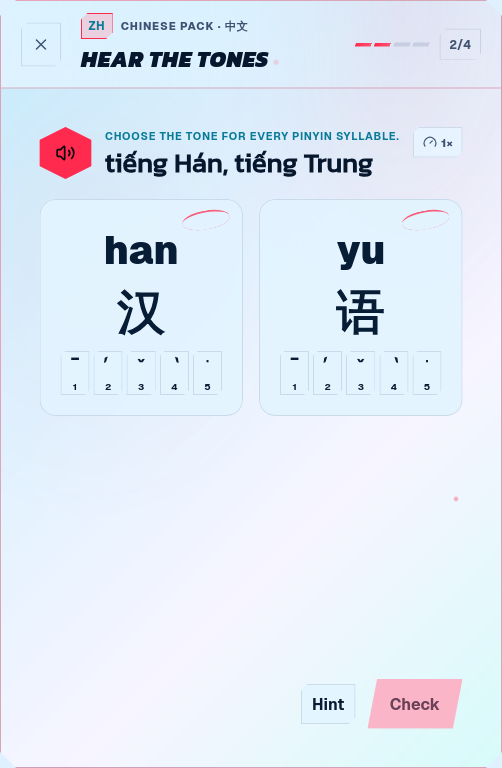 ZH CHINESE PACK · 中文
HEAR THE TONES
2/4
CHOOSE THE TONE FOR EVERY PINYIN SYLLABLE.
tiếng Hán, tiếng Trung
1×
han
汉
ˉ ˊ ˇ ˋ ·
1 2 3 4 5
yu
语
ˉ ˊ ˇ ˋ ·
1 2 3 4 5
Hint
Check